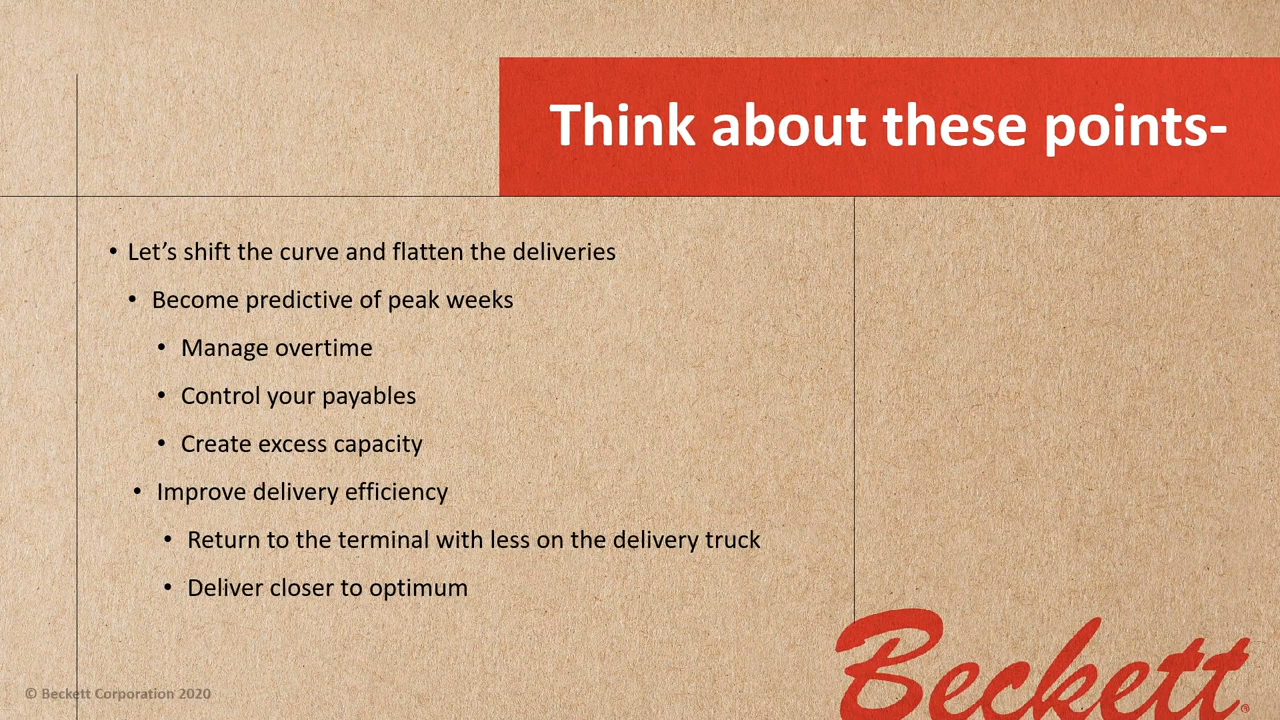 Think about these points-
• Let’s shift the curve and flatten the deliveries
• Become predictive of peak weeks
• Manage overtime
• Control your payables
• Create excess capacity
• Improve delivery efficiency
• Return to the terminal with less on the delivery truck
• Deliver closer to optimum
Beckett®
© Beckett Corporation 2020